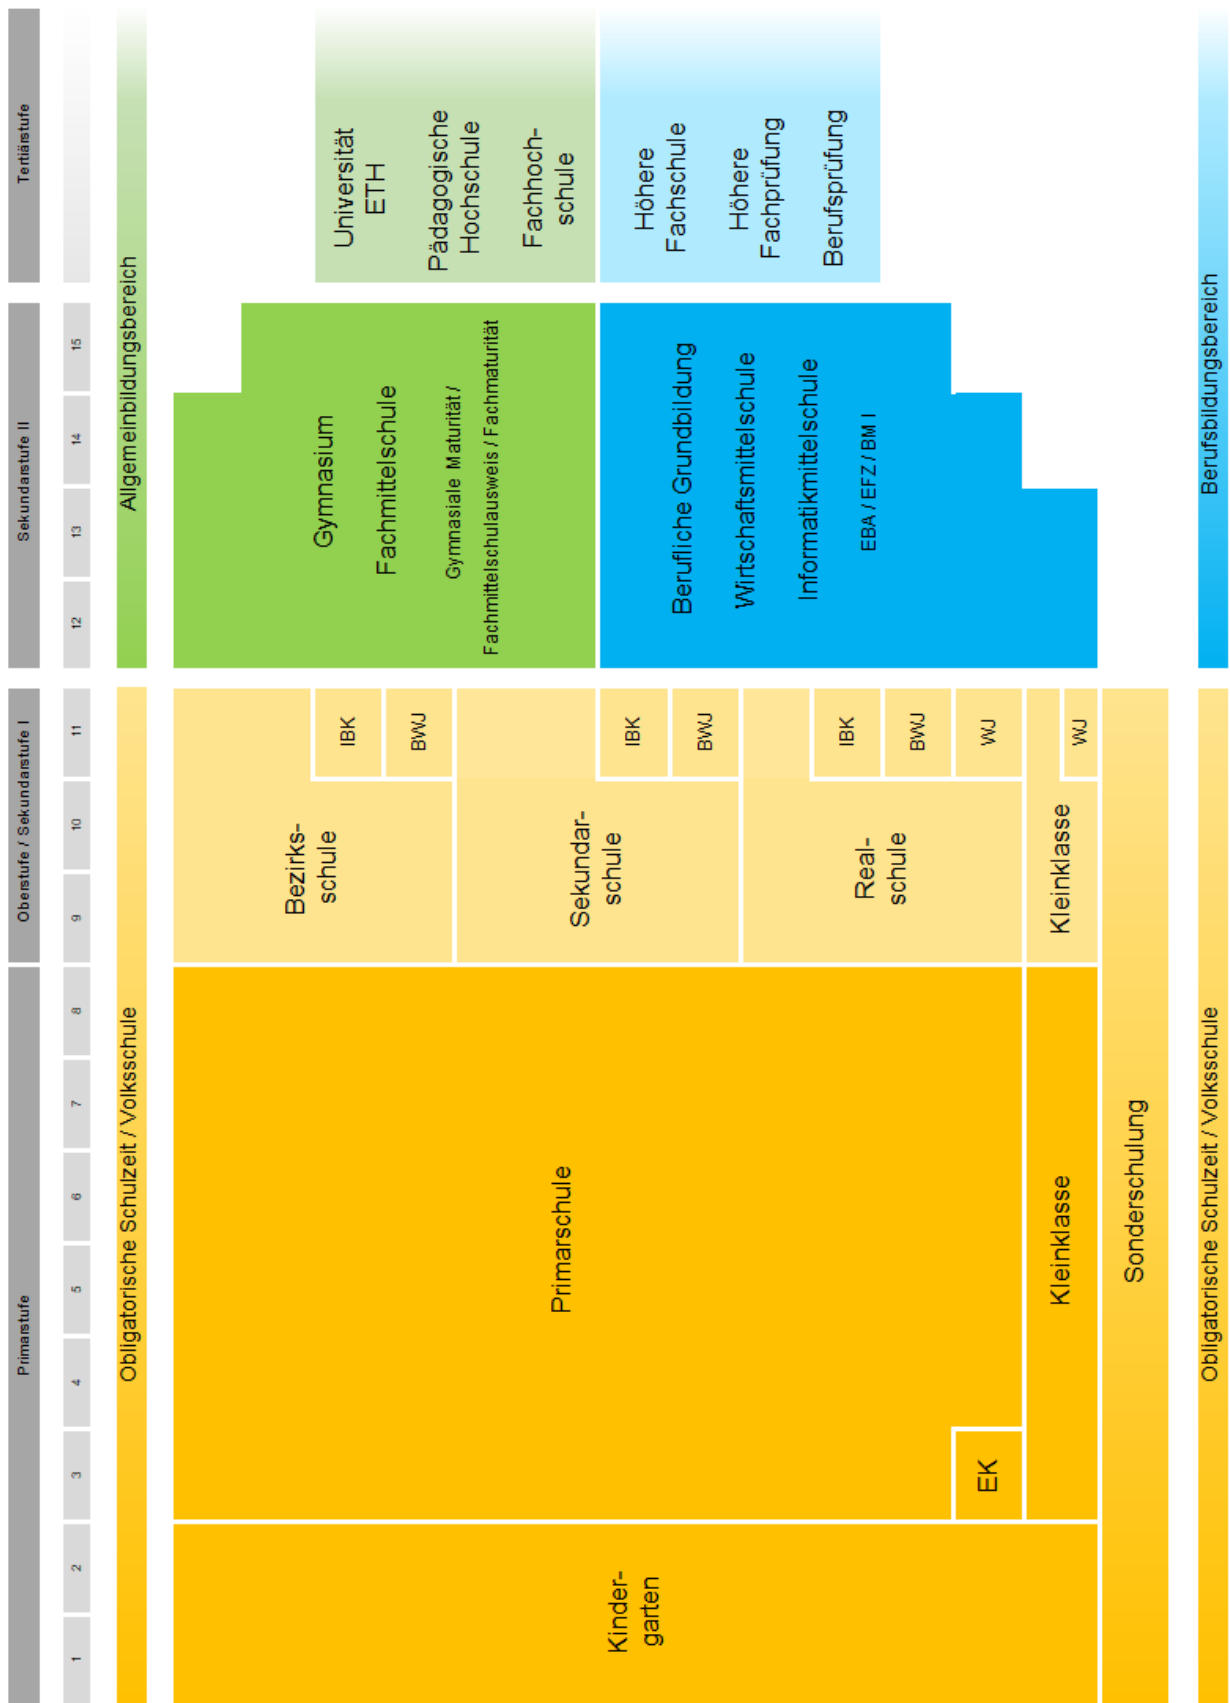 Tertiärstufe
Sekundarstufe II
Oberstufe / Sekundarstufe I
Primarstufe
15
14
13
12
11
10
9
8
7
6
5
4
3
2
1
Allgemeinbildungsbereich
Obligatorische Schulzeit / Volksschule
Universität
ETH
Pädagogische
Hochschule
Fachhoch-
schule
Höhere
Fachschule
Höhere
Fachprüfung
Berufsprüfung
Gymnasium
Fachmittelschule
Gymnasiale Maturität /
Fachmittelschulausweis / Fachmaturität
Berufliche Grundbildung
Wirtschaftsmittelschule
Informatikmittelschule
EBA / EFZ / BM I
Bezirks-
schule
IBK
BWJ
Sekundar-
schule
IBK
BWJ
Real-
schule
IBK
BWJ
WJ
Kleinklasse
WJ
Primarschule
EK
Kleinklasse
Kinder-
garten
Sonderschulung
Berufsbildungsbereich
Obligatorische Schulzeit / Volksschule